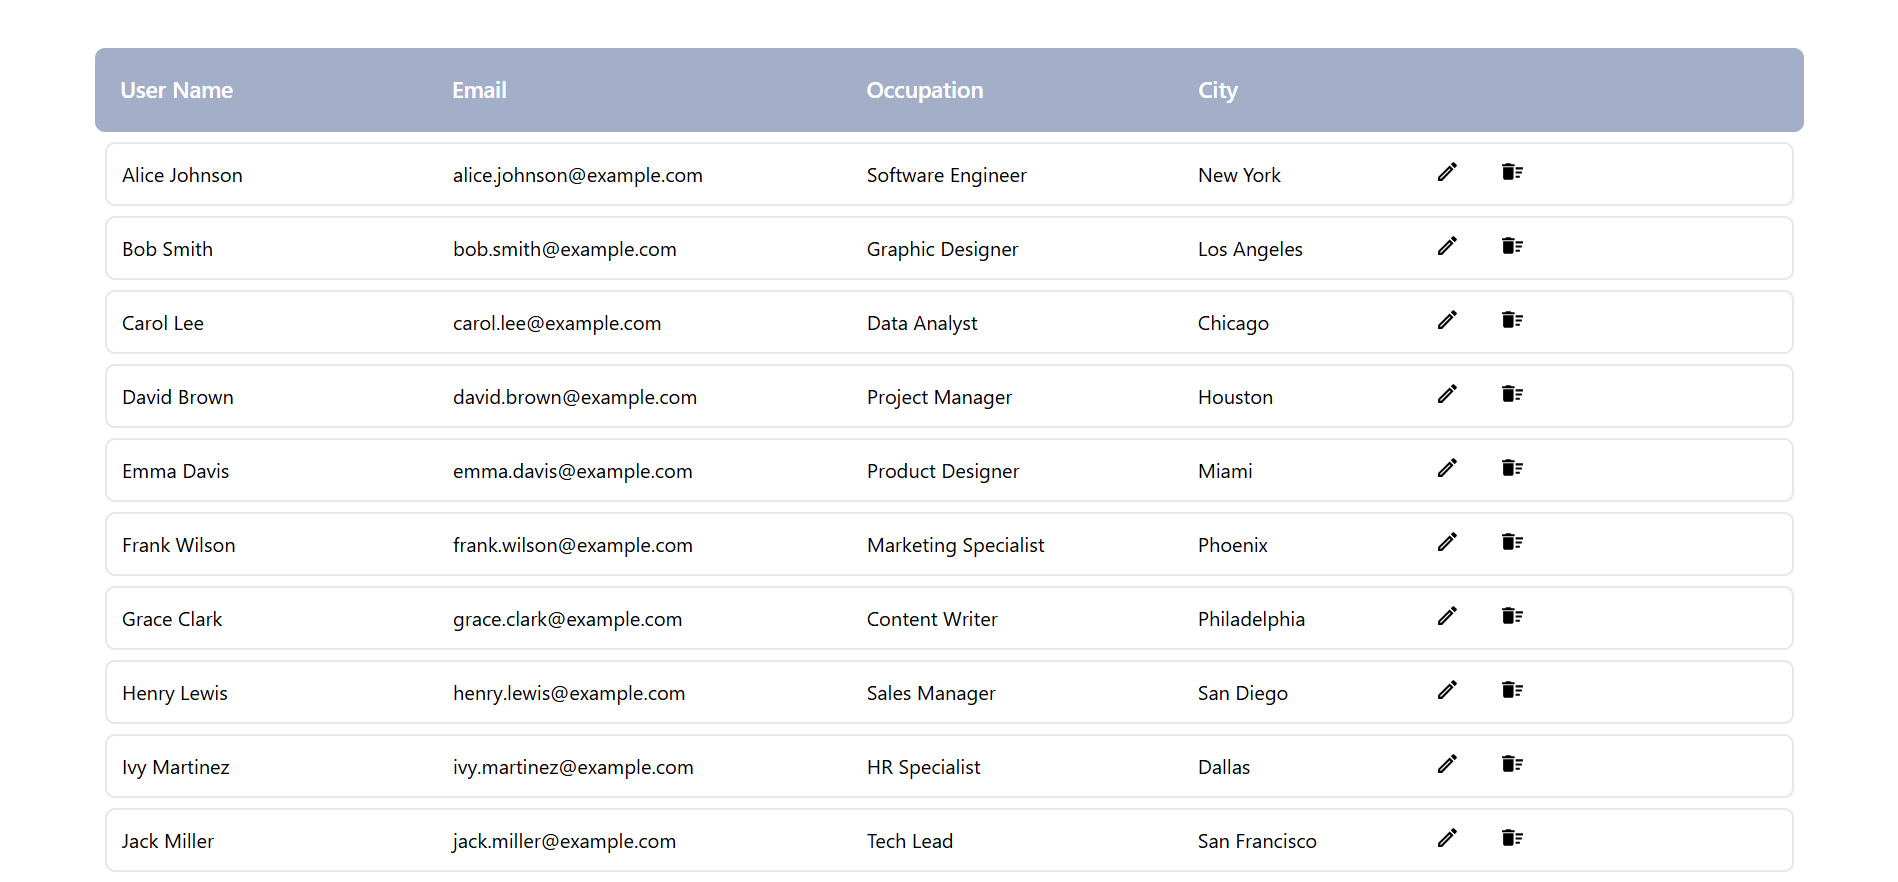 User Name Email Occupation City
Alice Johnson alice.johnson@example.com Software Engineer New York
Bob Smith bob.smith@example.com Graphic Designer Los Angeles
Carol Lee carol.lee@example.com Data Analyst Chicago
David Brown david.brown@example.com Project Manager Houston
Emma Davis emma.davis@example.com Product Designer Miami
Frank Wilson frank.wilson@example.com Marketing Specialist Phoenix
Grace Clark grace.clark@example.com Content Writer Philadelphia
Henry Lewis henry.lewis@example.com Sales Manager San Diego
Ivy Martinez ivy.martinez@example.com HR Specialist Dallas
Jack Miller jack.miller@example.com Tech Lead San Francisco